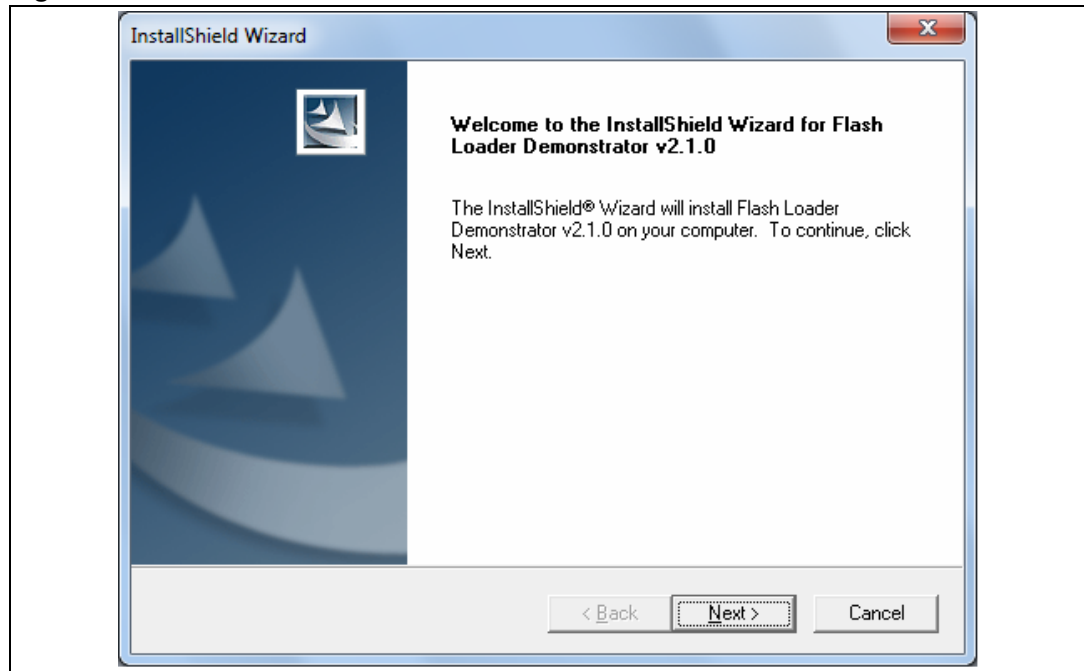 InstallShield Wizard
Welcome to the InstallShield Wizard for Flash
Loader Demonstrator v2.1.0
The InstallShield® Wizard will install Flash Loader
Demonstrator v2.1.0 on your computer. To continue, click
Next.
< Back
Next >
Cancel